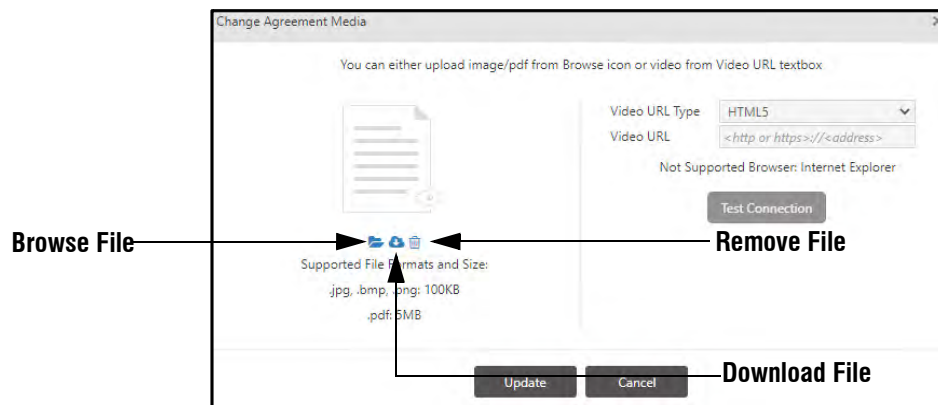 Change Agreement Media
You can either upload image/pdf from Browse icon or video from Video URL textbox
Video URL Type HTML5
Video URL <http or https>://<address>
Not Supported Browser: Internet Explorer
Test Connection
Browse File
Remove File
Supported File Formats and Size:
.jpg, .bmp, .png: 100KB
.pdf: 5MB
Download File
Update Cancel